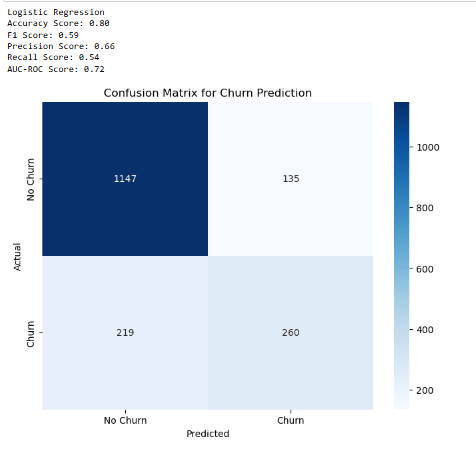 Logistic Regression
Accuracy Score: 0.80
F1 Score: 0.59
Precision Score: 0.66
Recall Score: 0.54
AUC-ROC Score: 0.72
Confusion Matrix for Churn Prediction
No Churn
1147
135
1000
800
Actual
600
Churn
219
260
400
200
No Churn
Churn
Predicted